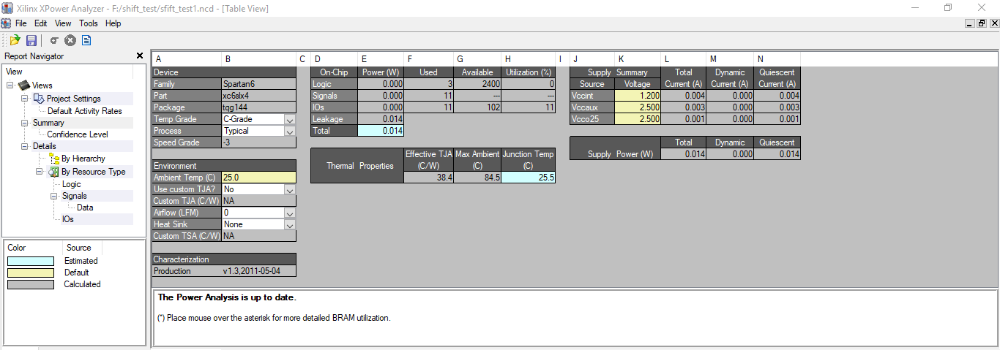 Xilinx XPower Analyzer - F:/shift_test/sfift_test1.ncd - [Table View]
File Edit View Tools Help
Report Navigator
View
Views
Project Settings
Default Activity Rates
Summary
Confidence Level
Details
By Hierarchy
By Resource Type
Logic
Signals
Data
IOs
Color Source
Estimated
Default
Calculated
A B C D E F G H I J K L M N
Device
Family Spartan6
Part xc6slx4
Package tqg144
Temp Grade C-Grade
Process Typical
Speed Grade -3
Environment
Ambient Temp (C) 25.0
Use custom TJA? No
Custom TJA (C/W) NA
Airflow (LFM) 0
Heat Sink None
Custom TSA (C/W) NA
Characterization
Production v1.3,2011-05-04
On-Chip Power (W) Used Available Utilization (%)
Logic 0.000 3 2400 0
Signals 0.000 11 --- ---
IOs 0.000 11 102 11
Leakage 0.014
Total 0.014
Effective TJA Max Ambient Junction Temp
Thermal Properties (C/W) (C) (C)
38.4 84.5 25.5
Supply Summary Total Dynamic Quiescent
Source Voltage Current (A) Current (A) Current (A)
Vccint 1.200 0.004 0.000 0.004
Vccaux 2.500 0.003 0.000 0.003
Vcco25 2.500 0.001 0.000 0.001
Total Dynamic Quiescent
Supply Power (W) 0.014 0.000 0.014
The Power Analysis is up to date.
(*) Place mouse over the asterisk for more detailed BRAM utilization.